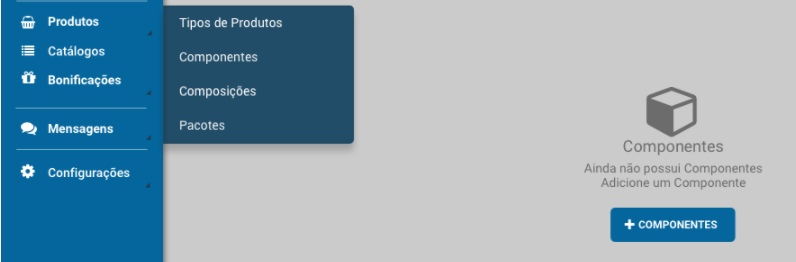 Produtos
Catálogos
Bonificações
Mensagens
Configurações
Tipos de Produtos
Componentes
Composições
Pacotes
Componentes
Ainda não possui Componentes
Adicione um Componente
+ COMPONENTES